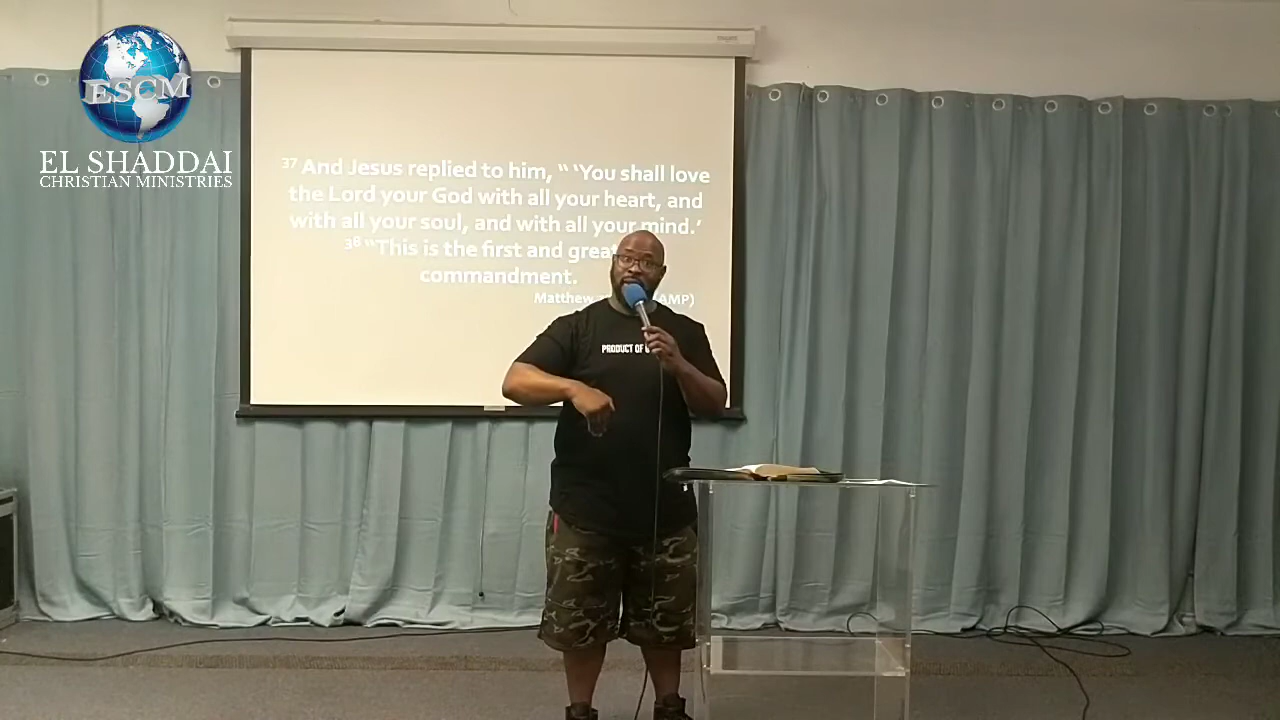 ESCM
EL SHADDAI
CHRISTIAN MINISTRIES
37 And Jesus replied to him, “ ‘You shall love
the Lord your God with all your heart, and
with all your soul, and with all your mind.’
38 “This is the first and
commandment.
Matthew AMP)
PRODUCT OF